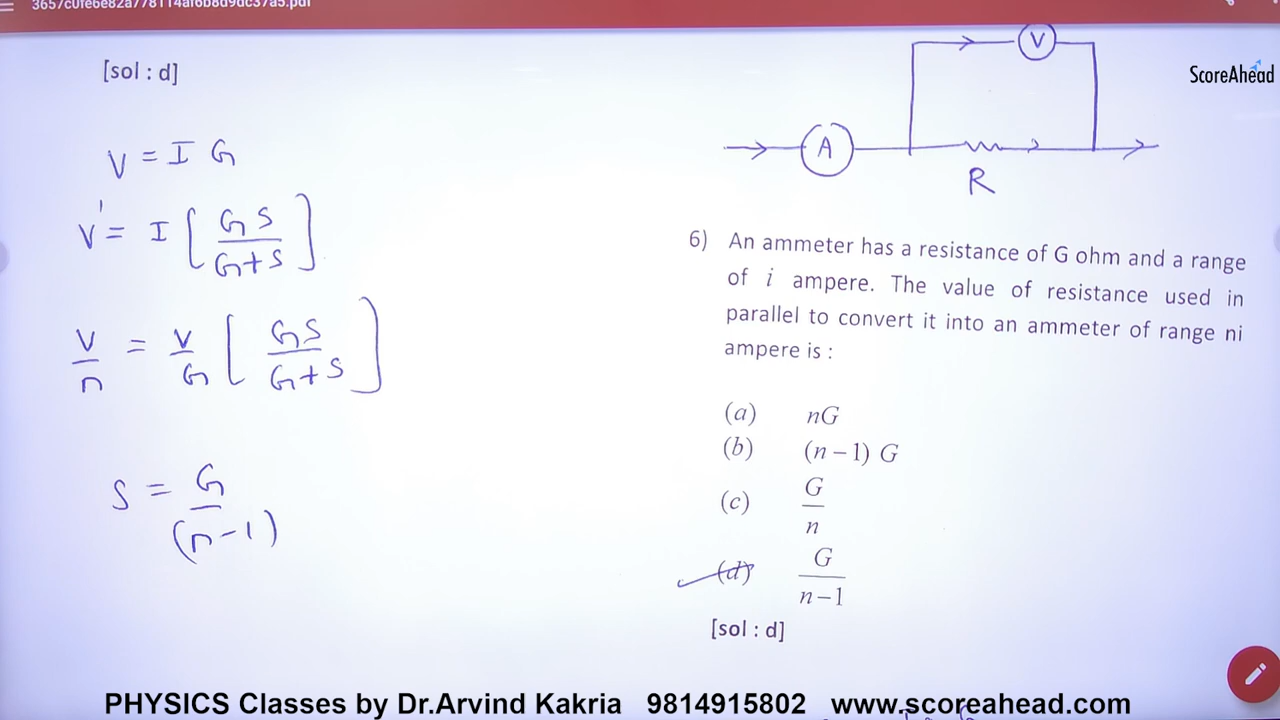 3657c0fe6e82a778114af6b8d9dc37a5.pdf
[sol : d]
V = I G
V' = I [ GS / G+S ]
V/n = V/G [ GS / G+S ]
S = G / (n-1)
V
A
R
ScoreAhead
6) An ammeter has a resistance of G ohm and a range
of i ampere. The value of resistance used in
parallel to convert it into an ammeter of range ni
ampere is :
(a) nG
(b) (n – 1) G
(c) G / n
(d) G / n – 1
[sol : d]
PHYSICS Classes by Dr.Arvind Kakria 9814915802 www.scoreahead.com